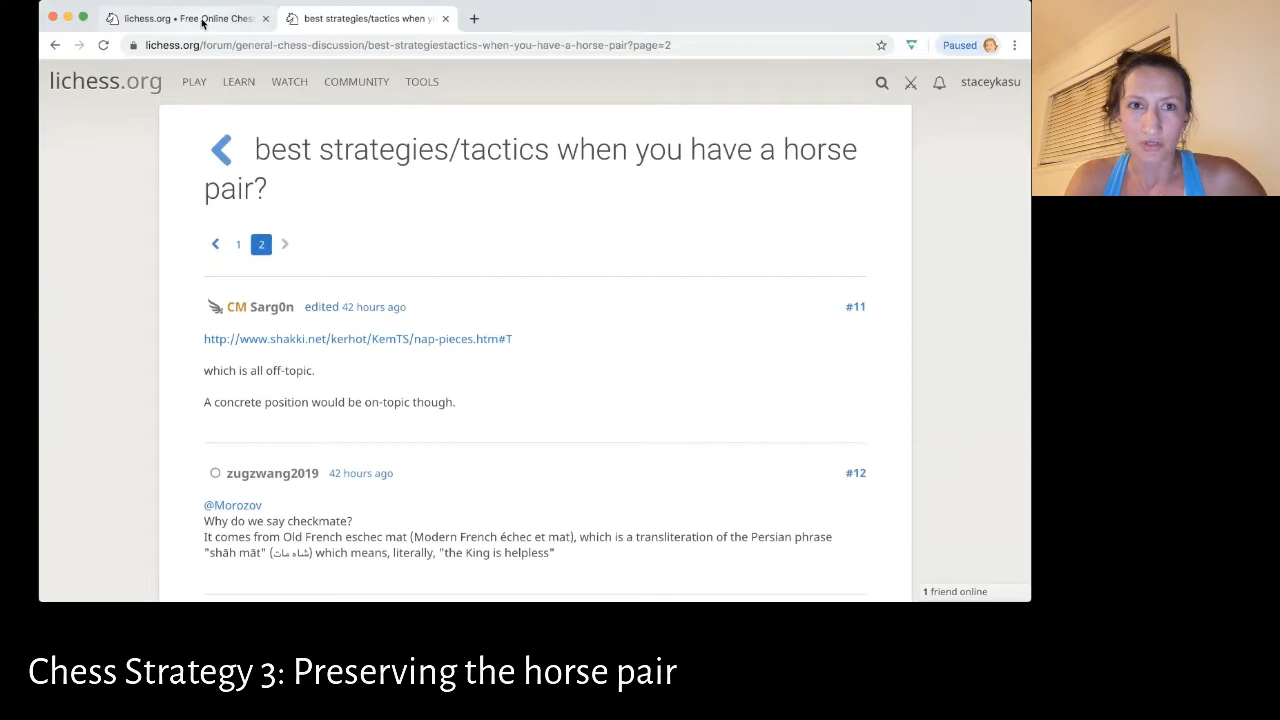 lichess.org • Free Online Ches
best strategies/tactics when y
lichess.org/forum/general-chess-discussion/best-strategiestactics-when-you-have-a-horse-pair?page=2
Paused
lichess.org PLAY LEARN WATCH COMMUNITY TOOLS staceykasu
best strategies/tactics when you have a horse
pair?
1 2
CM Sarg0n edited 42 hours ago #11
http://www.shakki.net/kerhot/KemTS/nap-pieces.htm#T
which is all off-topic.
A concrete position would be on-topic though.
zugzwang2019 42 hours ago #12
@Morozov
Why do we say checkmate?
It comes from Old French eschec mat (Modern French échec et mat), which is a transliteration of the Persian phrase
"shāh māt" (شاه مات) which means, literally, "the King is helpless"
1 friend online
Chess Strategy 3: Preserving the horse pair